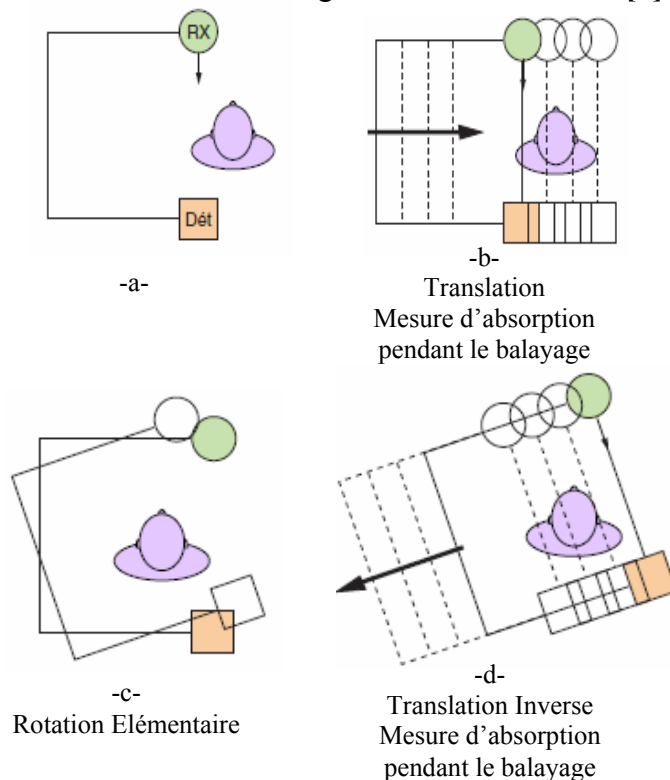 RX
Dét
-a-
-b-
Translation
Mesure d'absorption
pendant le balayage
-c-
Rotation Elémentaire
-d-
Translation Inverse
Mesure d'absorption
pendant le balayage